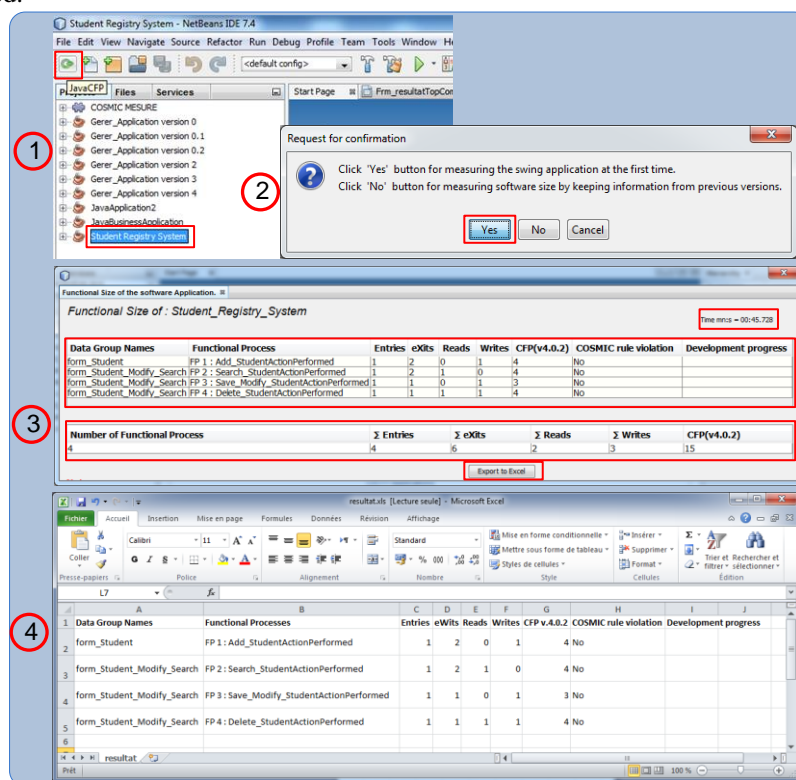 Student Registry System - NetBeans IDE 7.4
File Edit View Navigate Source Refactor Run Debug Profile Team Tools Window
<default config>
JavaCFP
Files Services
Start Page Frm_resultatTopCom
COSMIC MESURE
Gerer_Application version 0
Gerer_Application version 0.1
Gerer_Application version 0.2
Gerer_Application version 2
Gerer_Application version 3
Gerer_Application version 4
JavaApplication2
JavaBusinessApplication
Student Registry System
1
Request for confirmation
Click 'Yes' button for measuring the swing application at the first time.
Click 'No' button for measuring software size by keeping information from previous versions.
2
Yes No Cancel
Functional Size of the software Application.
Functional Size of : Student_Registry_System
Time mn:s = 00:45.728
Data Group Names Functional Process Entries eXits Reads Writes CFP(v4.0.2) COSMIC rule violation Development progress
form_Student FP 1 : Add_StudentActionPerformed 1 2 0 1 4 No
form_Student_Modify_Search FP 2 : Search_StudentActionPerformed 1 2 1 0 4 No
form_Student_Modify_Search FP 3 : Save_Modify_StudentActionPerformed 1 1 0 1 3 No
form_Student_Modify_Search FP 4 : Delete_StudentActionPerformed 1 1 1 1 4 No
3
Number of Functional Process Σ Entries Σ eXits Σ Reads Σ Writes CFP(v4.0.2)
4 4 6 2 3 15
Export to Excel
resultat.xls [Lecture seule] - Microsoft Excel
Fichier Accueil Insertion Mise en page Formules Données Révision Affichage
Calibri 11 Standard Mise en forme conditionnelle Insérer
Coller Mettre sous forme de tableau Supprimer Trier et Rechercher et
G I S Styles de cellules Format filtrer sélectionner
Presse-papiers Police Alignement Nombre Style Cellules Édition
L7 fx
A B C D E F G H I J
1 Data Group Names Functional Processes Entries eWits Reads Writes CFP v.4.0.2 COSMIC rule violation Development progress
2 form_Student FP 1 : Add_StudentActionPerformed 1 2 0 1 4 No
3 form_Student_Modify_Search FP 2 : Search_StudentActionPerformed 1 2 1 0 4 No
4 form_Student_Modify_Search FP 3 : Save_Modify_StudentActionPerformed 1 1 0 1 3 No
5 form_Student_Modify_Search FP 4 : Delete_StudentActionPerformed 1 1 1 1 4 No
6
4
resultat
Prêt 100 %